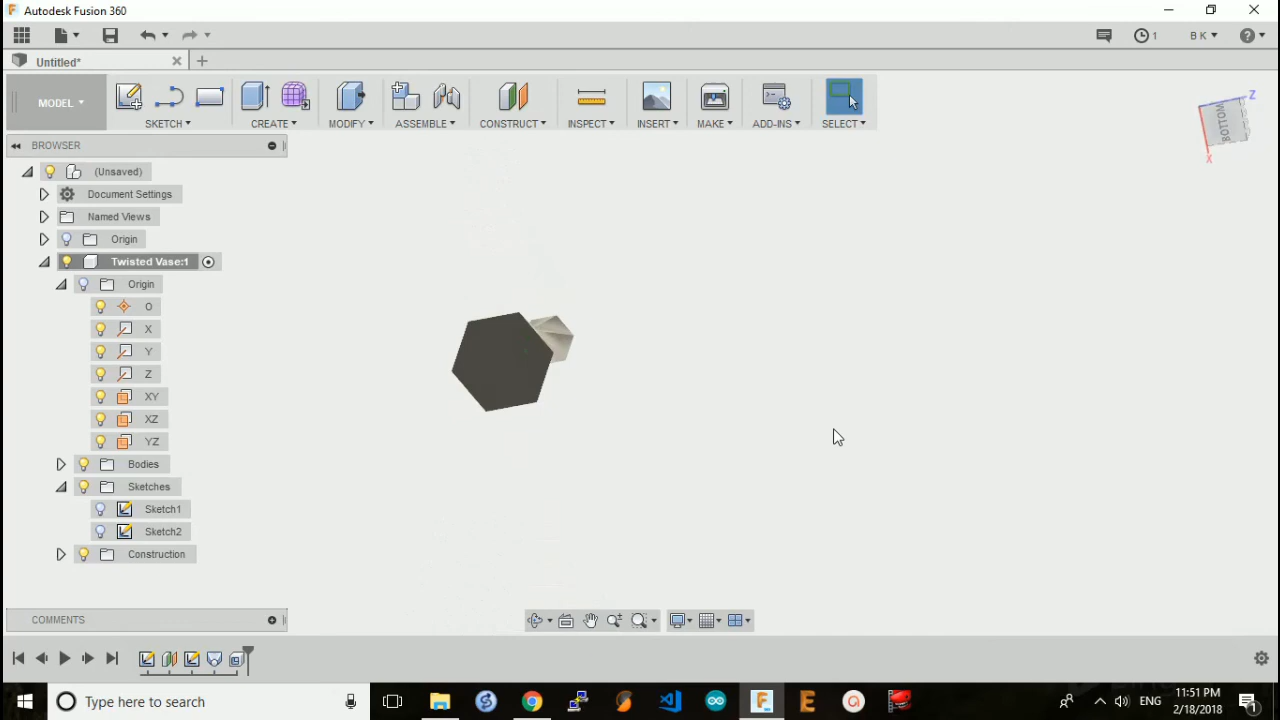 Autodesk Fusion 360
1
B K
Untitled*
MODEL
SKETCH
CREATE
MODIFY
ASSEMBLE
CONSTRUCT
INSPECT
INSERT
MAKE
ADD-INS
SELECT
Z
BOTTOM
X
BROWSER
(Unsaved)
Document Settings
Named Views
Origin
Twisted Vase:1
Origin
O
X
Y
Z
XY
XZ
YZ
Bodies
Sketches
Sketch1
Sketch2
Construction
COMMENTS
Type here to search
ENG
11:51 PM
2/18/2018
1